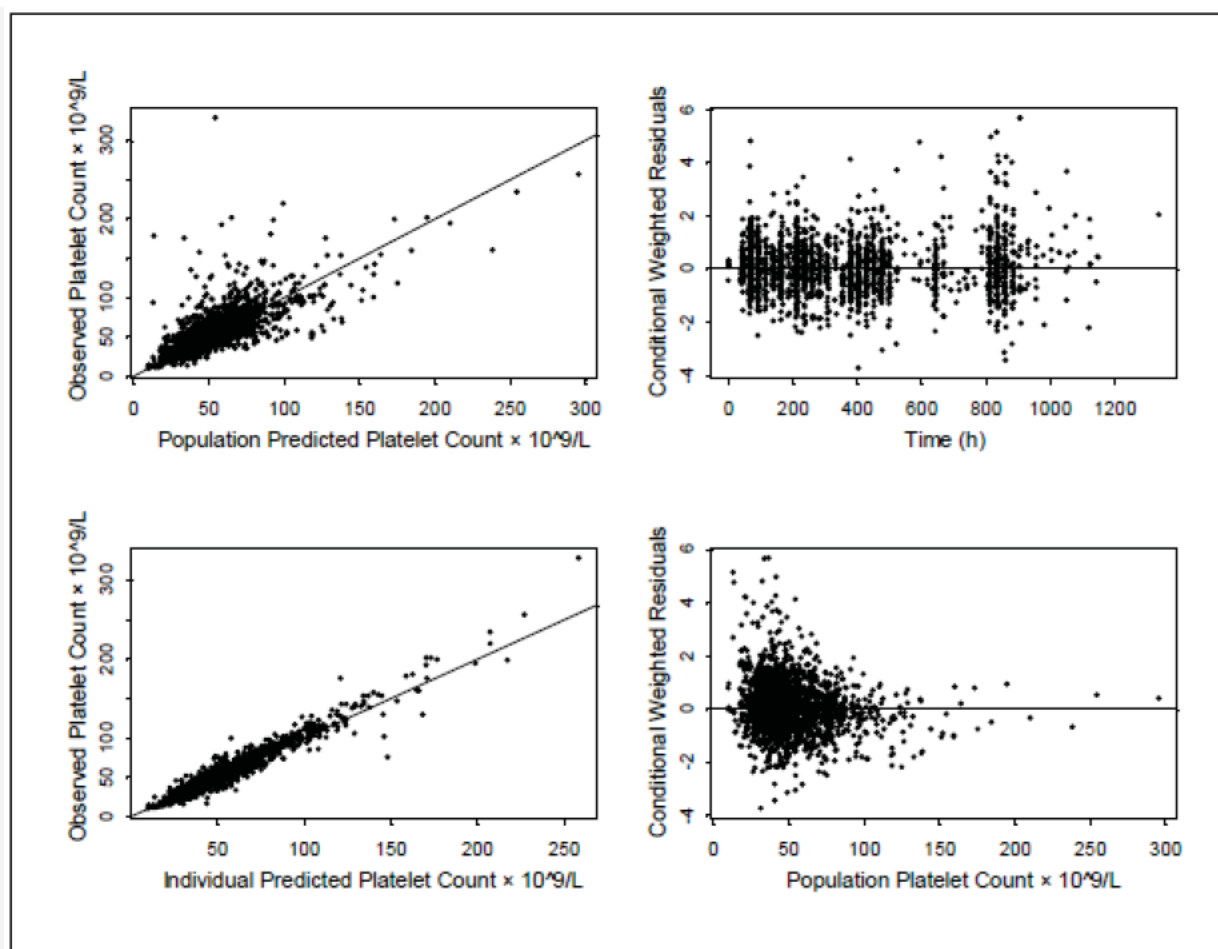 Observed Platelet Count × 10^9/L
300
200
100
50
0
0 50 100 150 200 250 300
Population Predicted Platelet Count × 10^9/L
Conditional Weighted Residuals
6
4
2
0
-2
-4
0 200 400 600 800 1000 1200
Time (h)
Observed Platelet Count × 10^9/L
300
200
100
50
0
50 100 150 200 250
Individual Predicted Platelet Count × 10^9/L
Conditional Weighted Residuals
6
4
2
0
-2
-4
0 50 100 150 200 250 300
Population Platelet Count × 10^9/L